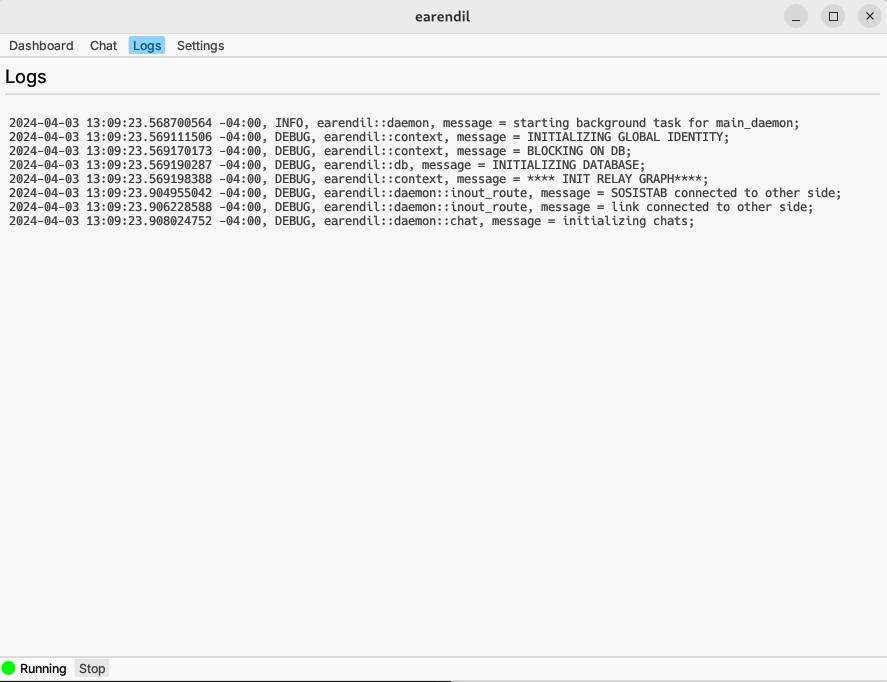 earendil
Dashboard Chat Logs Settings
Logs
2024-04-03 13:09:23.568700564 -04:00, INFO, earendil::daemon, message = starting background task for main_daemon;
2024-04-03 13:09:23.569111506 -04:00, DEBUG, earendil::context, message = INITIALIZING GLOBAL IDENTITY;
2024-04-03 13:09:23.569170173 -04:00, DEBUG, earendil::context, message = BLOCKING ON DB;
2024-04-03 13:09:23.569190287 -04:00, DEBUG, earendil::db, message = INITIALIZING DATABASE;
2024-04-03 13:09:23.569198388 -04:00, DEBUG, earendil::context, message = **** INIT RELAY GRAPH****;
2024-04-03 13:09:23.904955042 -04:00, DEBUG, earendil::daemon::inout_route, message = SOSISTAB connected to other side;
2024-04-03 13:09:23.906228588 -04:00, DEBUG, earendil::daemon::inout_route, message = link connected to other side;
2024-04-03 13:09:23.908024752 -04:00, DEBUG, earendil::daemon::chat, message = initializing chats;
Running Stop